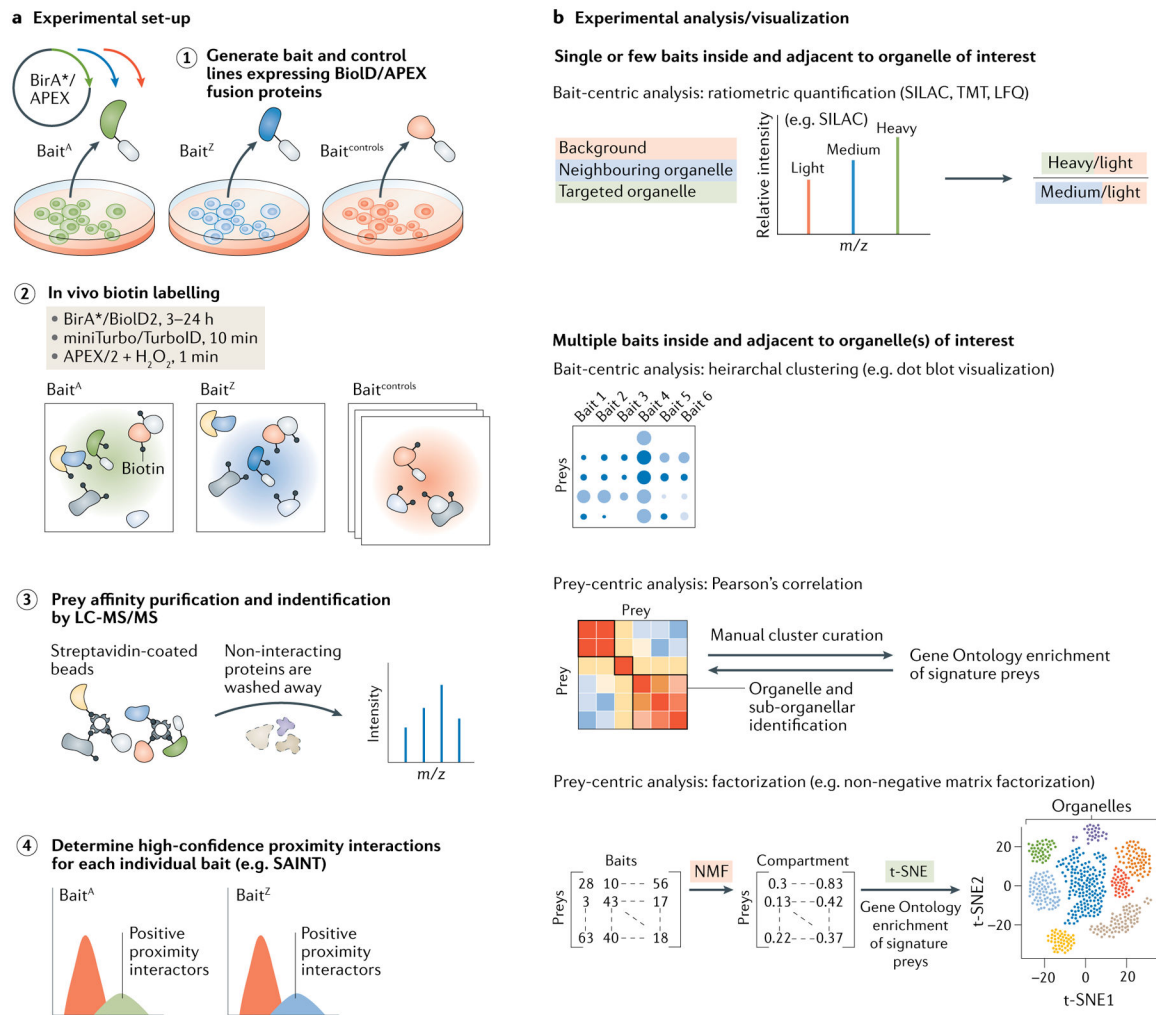 a Experimental set-up
BirA*/
APEX
1 Generate bait and control
lines expressing BioID/APEX
fusion proteins
Bait^A
Bait^Z
Bait^controls
2 In vivo biotin labelling
• BirA*/BioID2, 3–24 h
• miniTurbo/TurboID, 10 min
• APEX/2 + H₂O₂, 1 min
Bait^A
Bait^Z
Bait^controls
Biotin
3 Prey affinity purification and indentification
by LC-MS/MS
Streptavidin-coated
beads
Non-interacting
proteins are
washed away
Intensity
m/z
4 Determine high-confidence proximity interactions
for each individual bait (e.g. SAINT)
Bait^A
Positive
proximity
interactors
Bait^Z
Positive
proximity
interactors
b Experimental analysis/visualization
Single or few baits inside and adjacent to organelle of interest
Bait-centric analysis: ratiometric quantification (SILAC, TMT, LFQ)
Background
Neighbouring organelle
Targeted organelle
Relative intensity
(e.g. SILAC)
Light
Medium
Heavy
m/z
Heavy/light
Medium/light
Multiple baits inside and adjacent to organelle(s) of interest
Bait-centric analysis: heirarchal clustering (e.g. dot blot visualization)
Bait 1
Bait 2
Bait 3
Bait 4
Bait 5
Bait 6
Preys
Prey-centric analysis: Pearson's correlation
Prey
Prey
Manual cluster curation
Gene Ontology enrichment
of signature preys
Organelle and
sub-organellar
identification
Prey-centric analysis: factorization (e.g. non-negative matrix factorization)
Baits
Preys
28 10 56
3 43 17
63 40 18
NMF
Compartment
Preys
0.3 0.83
0.13 0.42
0.22 0.37
t-SNE
Gene Ontology
enrichment
of signature
preys
Organelles
t-SNE2
20
0
−20
−20 0 20
t-SNE1